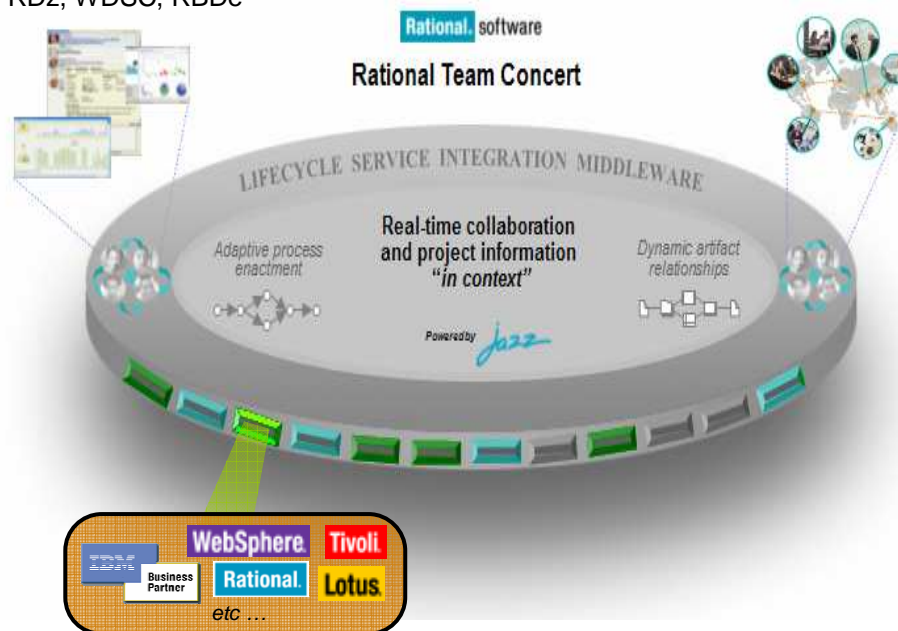 RDz, WDSC, RBDe
Rational. software
Rational Team Concert
LIFECYCLE SERVICE INTEGRATION MIDDLEWARE
Real-time collaboration
and project information
“in context”
Adaptive process
enactment
Dynamic artifact
relationships
Powered by jazz
WebSphere.
Tivoli.
IBM
Business
Partner
Rational.
Lotus.
etc ...